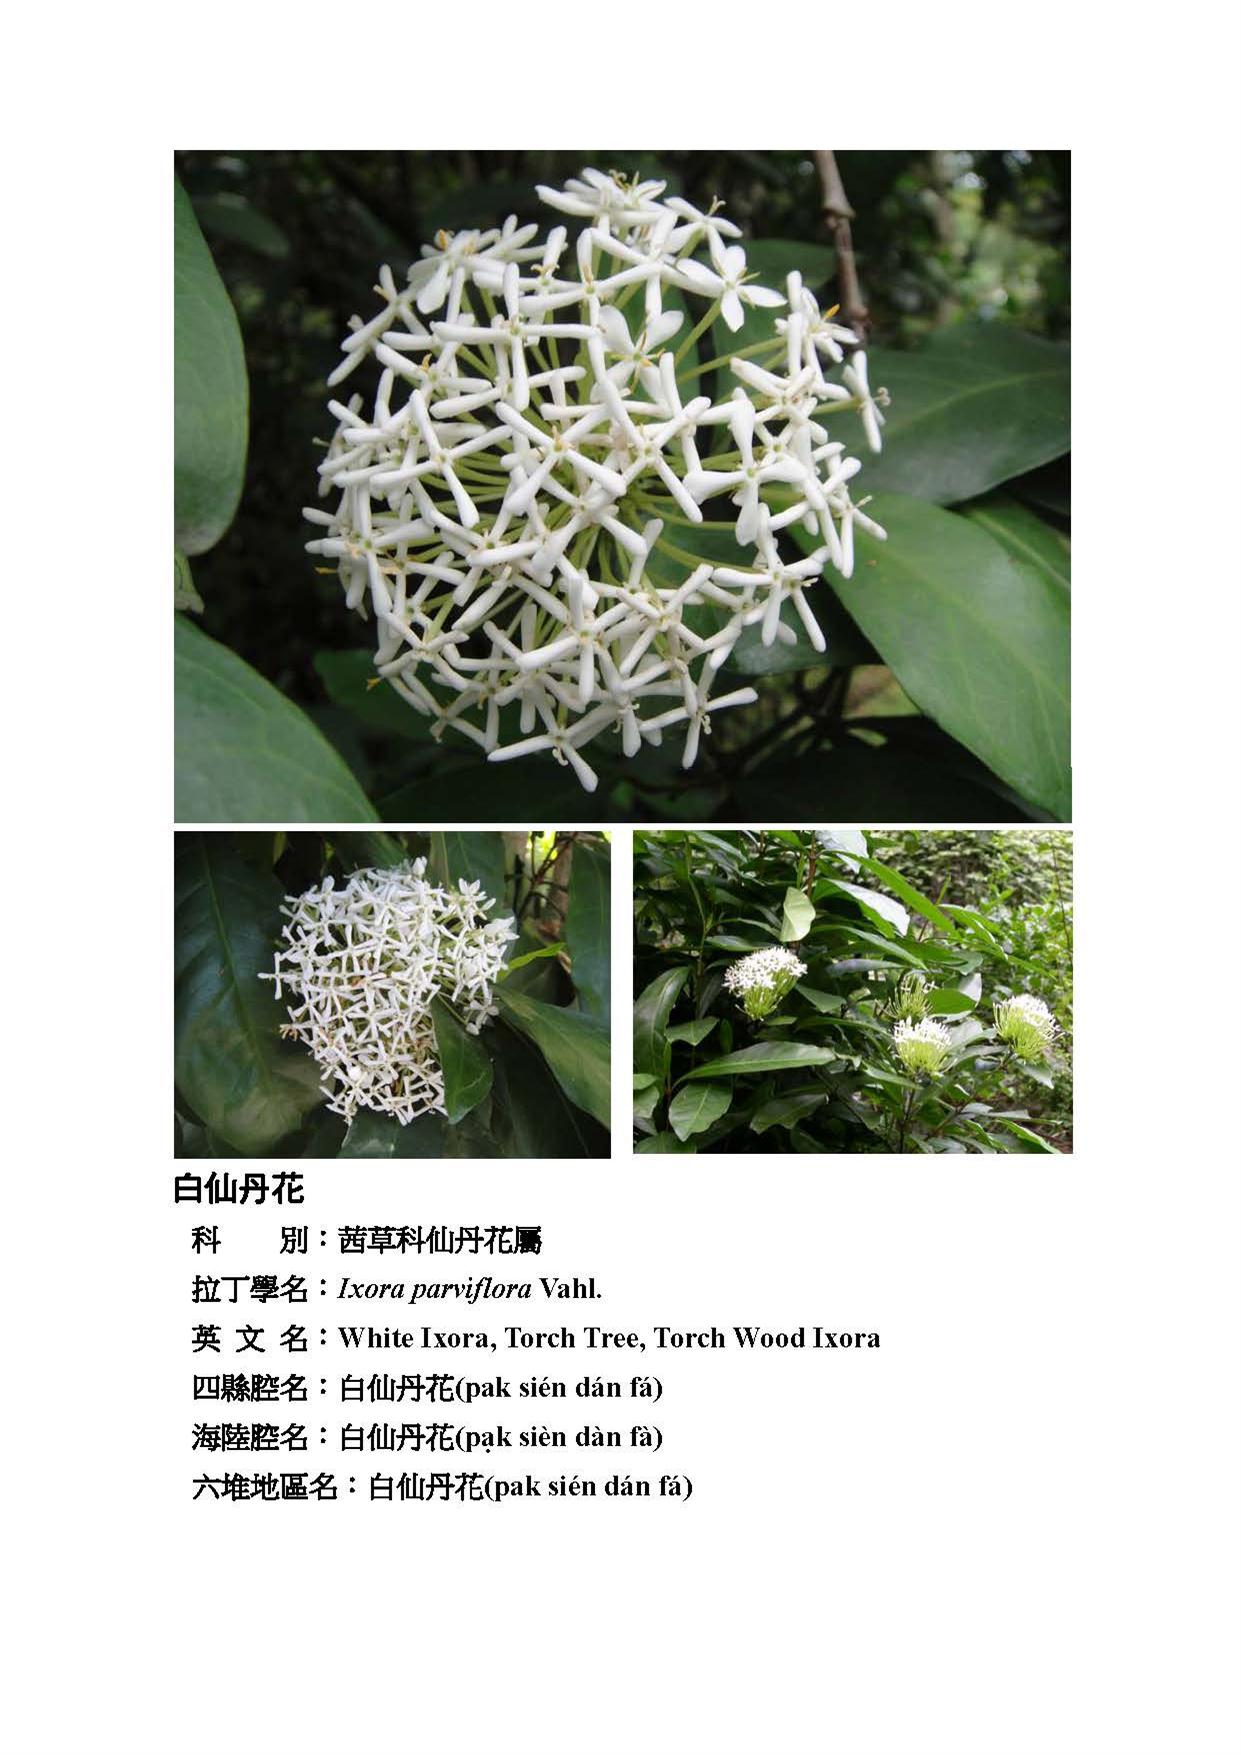 白仙丹花
科　　別：茜草科仙丹花屬
拉丁學名：Ixora parviflora Vahl.
英 文 名：White Ixora, Torch Tree, Torch Wood Ixora
四縣腔名：白仙丹花(pak sién dán fá)
海陸腔名：白仙丹花(pạk sièn dàn fà)
六堆地區名：白仙丹花(pak sién dán fá)